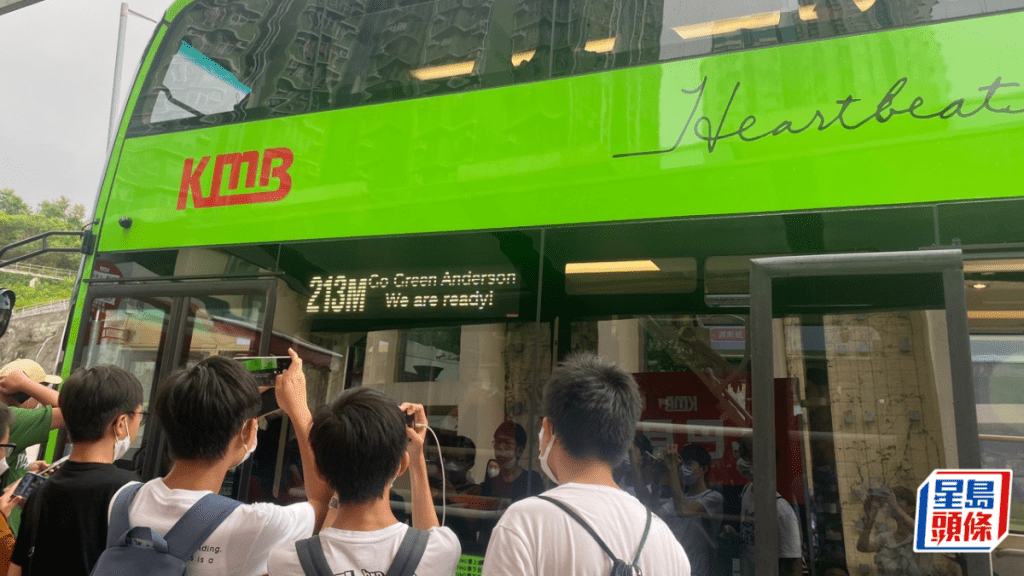 Heartbeat
KMB
213M Go Green Anderson
We are ready!
KMB
星島
頭條